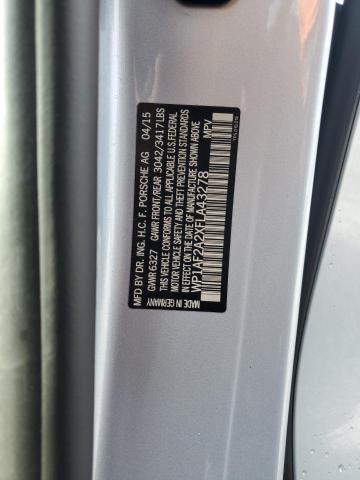 MFD BY DR. ING. H.C. F. PORSCHE AG 04/15
GVWR 6327 GAWR FRONT/REAR 3042/3417LBS
THIS VEHICLE CONFORMS TO ALL APPLICABLE U.S.FEDERAL
MOTOR VEHICLE SAFETY AND THEFT PREVENTION STANDARDS
IN EFFECT ON THE DATE OF MANUFACTURE SHOWN ABOVE
WP1AF2A2XFLA43278 MPV
MADE IN GERMANY